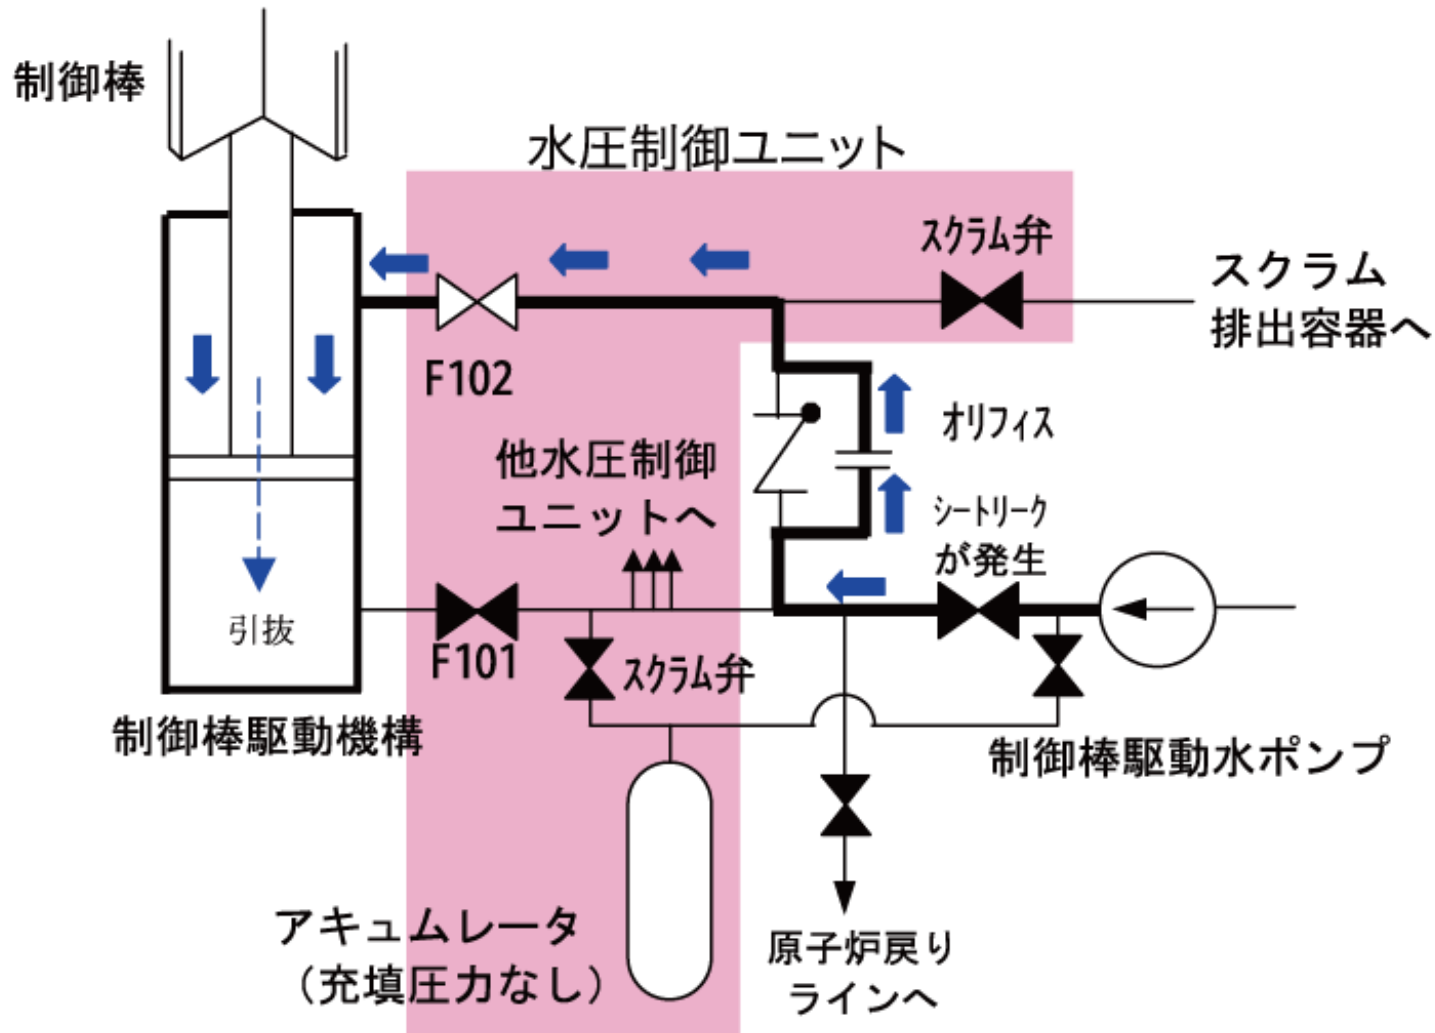 制御棒
水圧制御ユニット
スクラム弁
スクラム
排出容器へ
F102
オリフィス
他水圧制御
ユニットへ
シートリーク
が発生
引抜
F101
スクラム弁
制御棒駆動機構
制御棒駆動水ポンプ
アキュムレータ
（充填圧力なし）
原子炉戻り
ラインへ